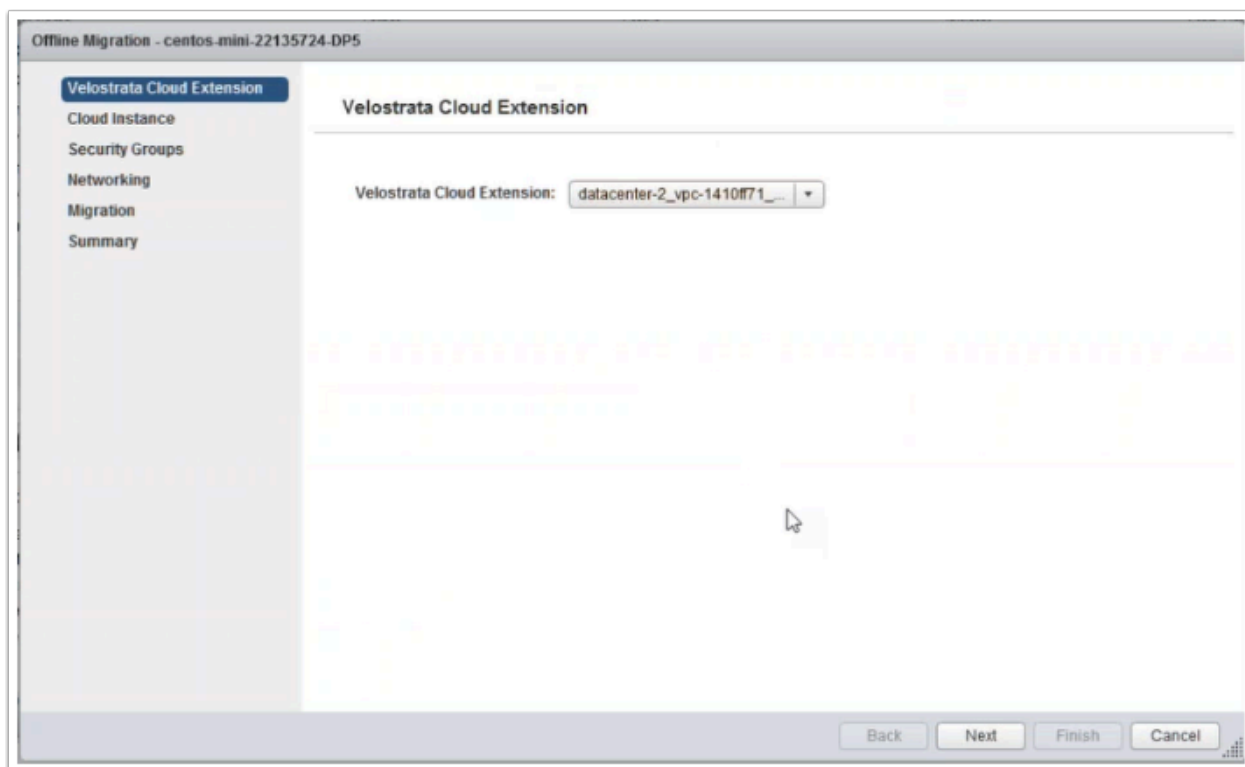 Offline Migration - centos-mini-22135724-DP5
Velostrata Cloud Extension
Cloud Instance
Security Groups
Networking
Migration
Summary
Velostrata Cloud Extension
Velostrata Cloud Extension: datacenter-2_vpc-1410ff71_...
Back Next Finish Cancel